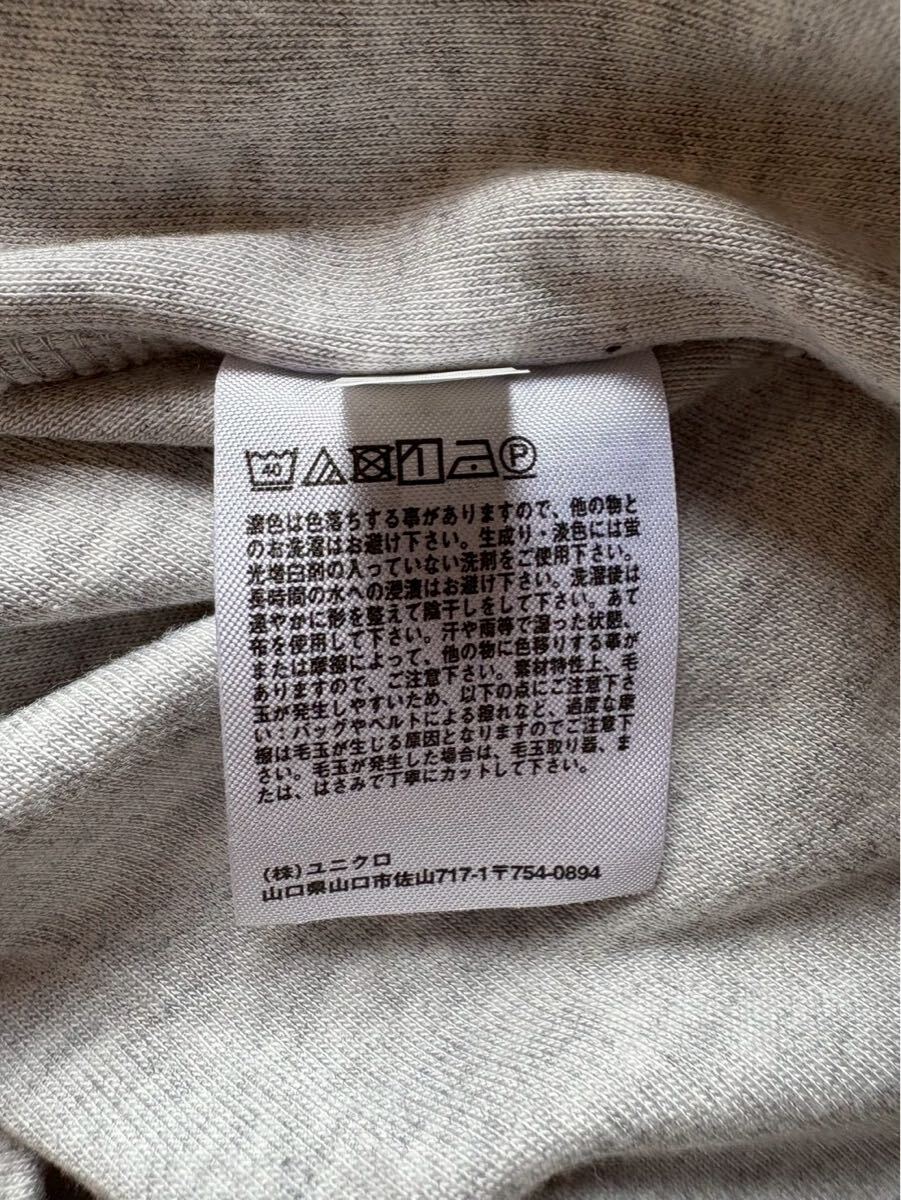 40 P
濃色は色落ちする事がありますので、他の物と
のお洗濯はお避け下さい。生成り・淡色には蛍
光増白剤の入っていない洗剤をご使用下さい。
長時間の水への浸漬はお避け下さい。洗濯後は
速やかに形を整えて陰干しをして下さい。あて
布を使用して下さい。汗や雨等で湿った状態、
または摩擦によって、他の物に色移りする事が
ありますので、ご注意下さい。素材特性上、毛
玉が発生しやすいため、以下の点にご注意下さ
い:バッグやベルトによる擦れなど、過度な摩
擦は毛玉が生じる原因となりますのでご注意下
さい。毛玉が発生した場合は、毛玉取り器、ま
たは、はさみで丁寧にカットして下さい。
(株)ユニクロ
山口県山口市佐山717-1〒754-0894